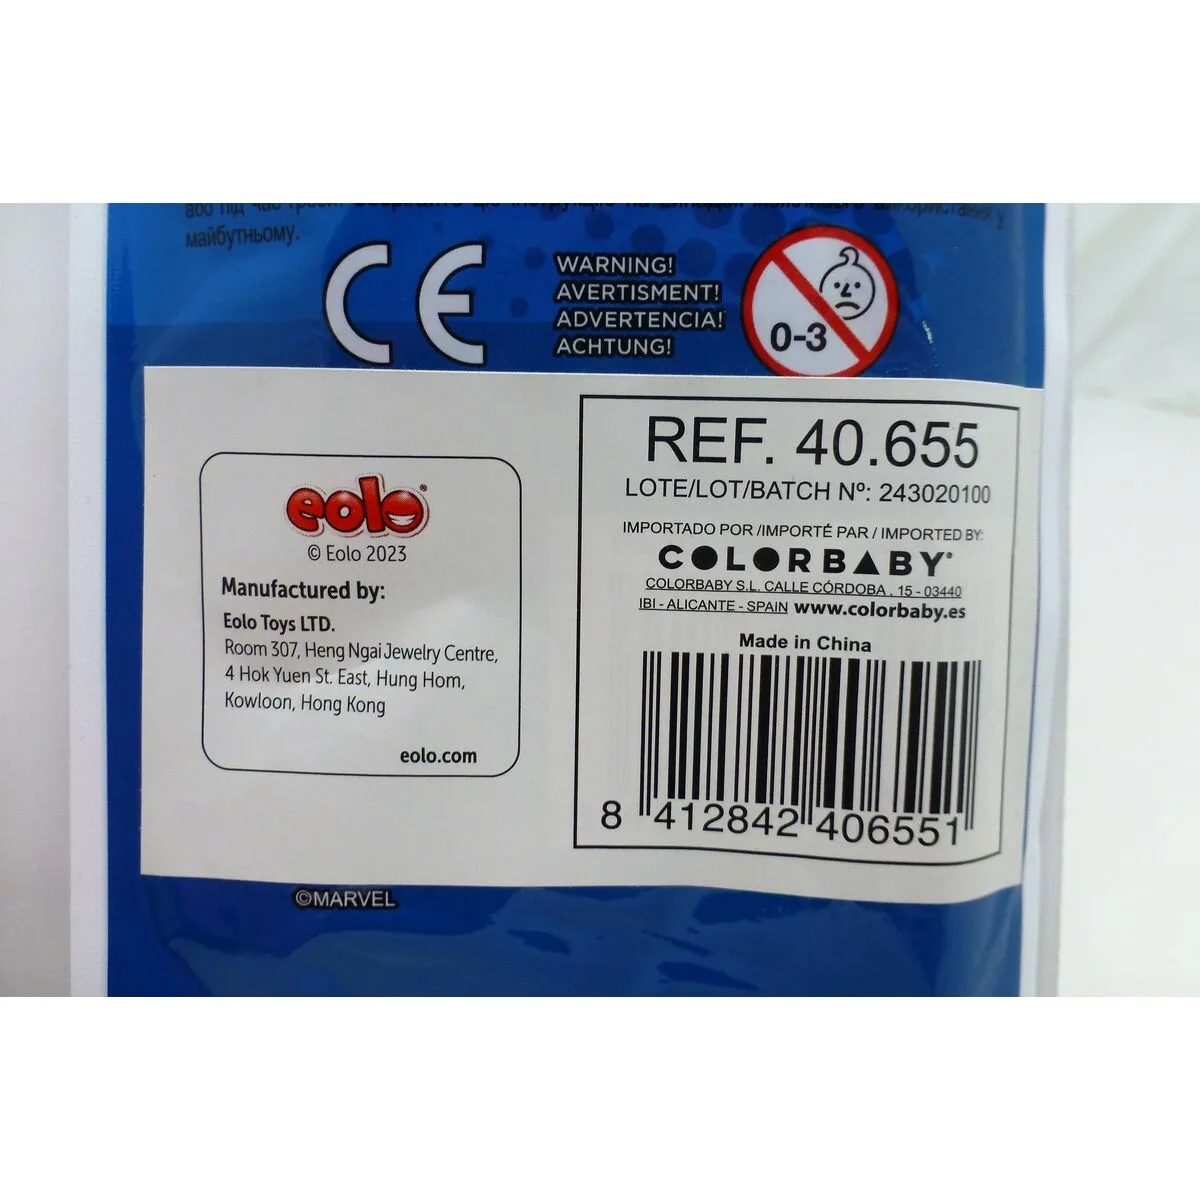 майбутньому.
CE
WARNING!
AVERTISMENT!
ADVERTENCIA!
ACHTUNG!
0-3
eolo®
© Eolo 2023
Manufactured by:
Eolo Toys LTD.
Room 307, Heng Ngai Jewelry Centre,
4 Hok Yuen St. East, Hung Hom,
Kowloon, Hong Kong
eolo.com
REF. 40.655
LOTE/LOT/BATCH Nº: 243020100
IMPORTADO POR /IMPORTÉ PAR / IMPORTED BY:
COLORBABY®
COLORBABY S.L. CALLE CÓRDOBA , 15 - 03440
IBI - ALICANTE - SPAIN www.colorbaby.es
Made in China
8 412842 406551
©MARVEL